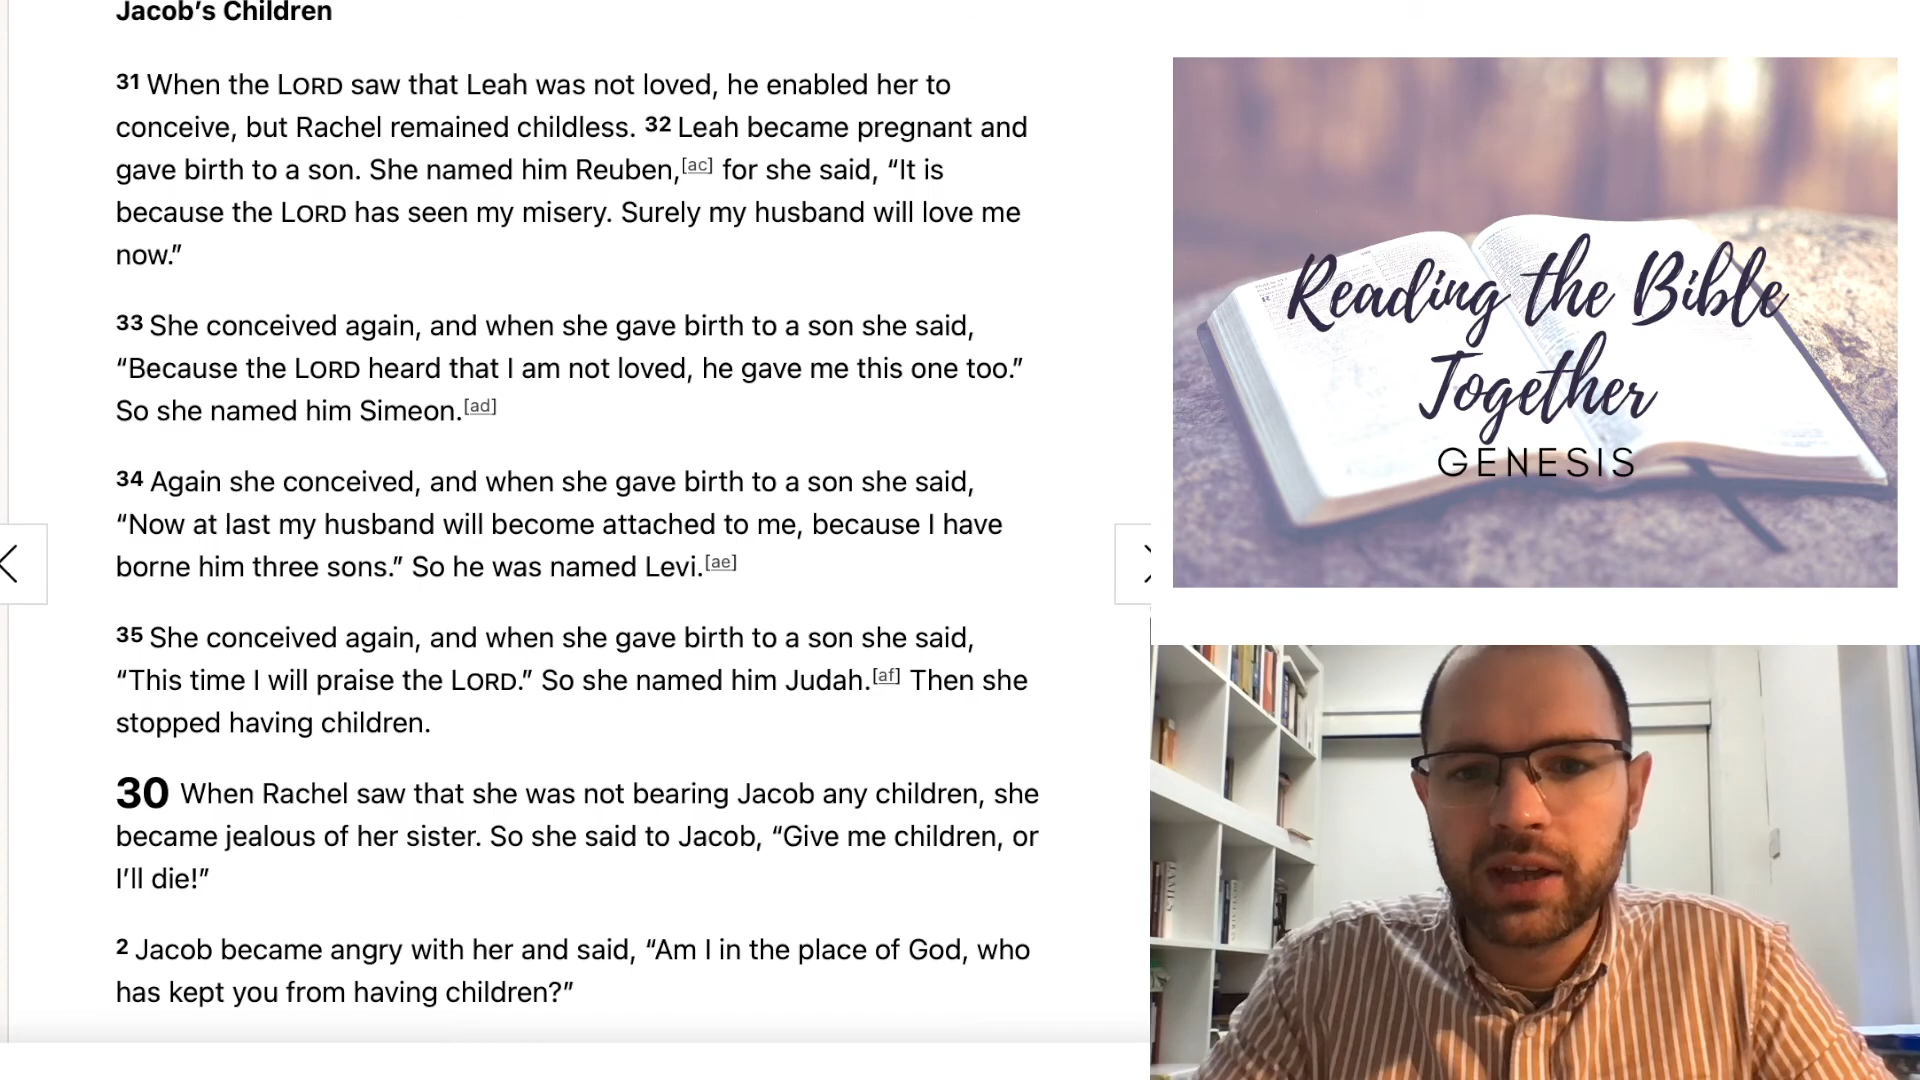 Jacob’s Children
31 When the LORD saw that Leah was not loved, he enabled her to
conceive, but Rachel remained childless. 32 Leah became pregnant and
gave birth to a son. She named him Reuben,[ac] for she said, “It is
because the LORD has seen my misery. Surely my husband will love me
now.”
33 She conceived again, and when she gave birth to a son she said,
“Because the LORD heard that I am not loved, he gave me this one too.”
So she named him Simeon.[ad]
34 Again she conceived, and when she gave birth to a son she said,
“Now at last my husband will become attached to me, because I have
borne him three sons.” So he was named Levi.[ae]
35 She conceived again, and when she gave birth to a son she said,
“This time I will praise the LORD.” So she named him Judah.[af] Then she
stopped having children.
30 When Rachel saw that she was not bearing Jacob any children, she
became jealous of her sister. So she said to Jacob, “Give me children, or
I’ll die!”
2 Jacob became angry with her and said, “Am I in the place of God, who
has kept you from having children?”
Reading the Bible
Together
GENESIS